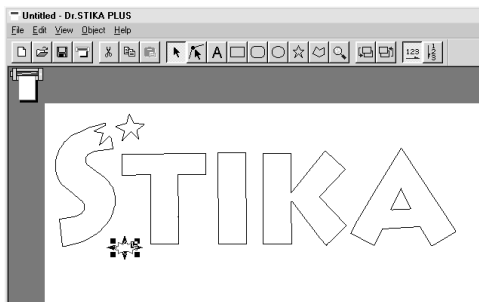 Untitled - Dr.STIKA PLUS
File Edit View Object Help
A 123
STIKA